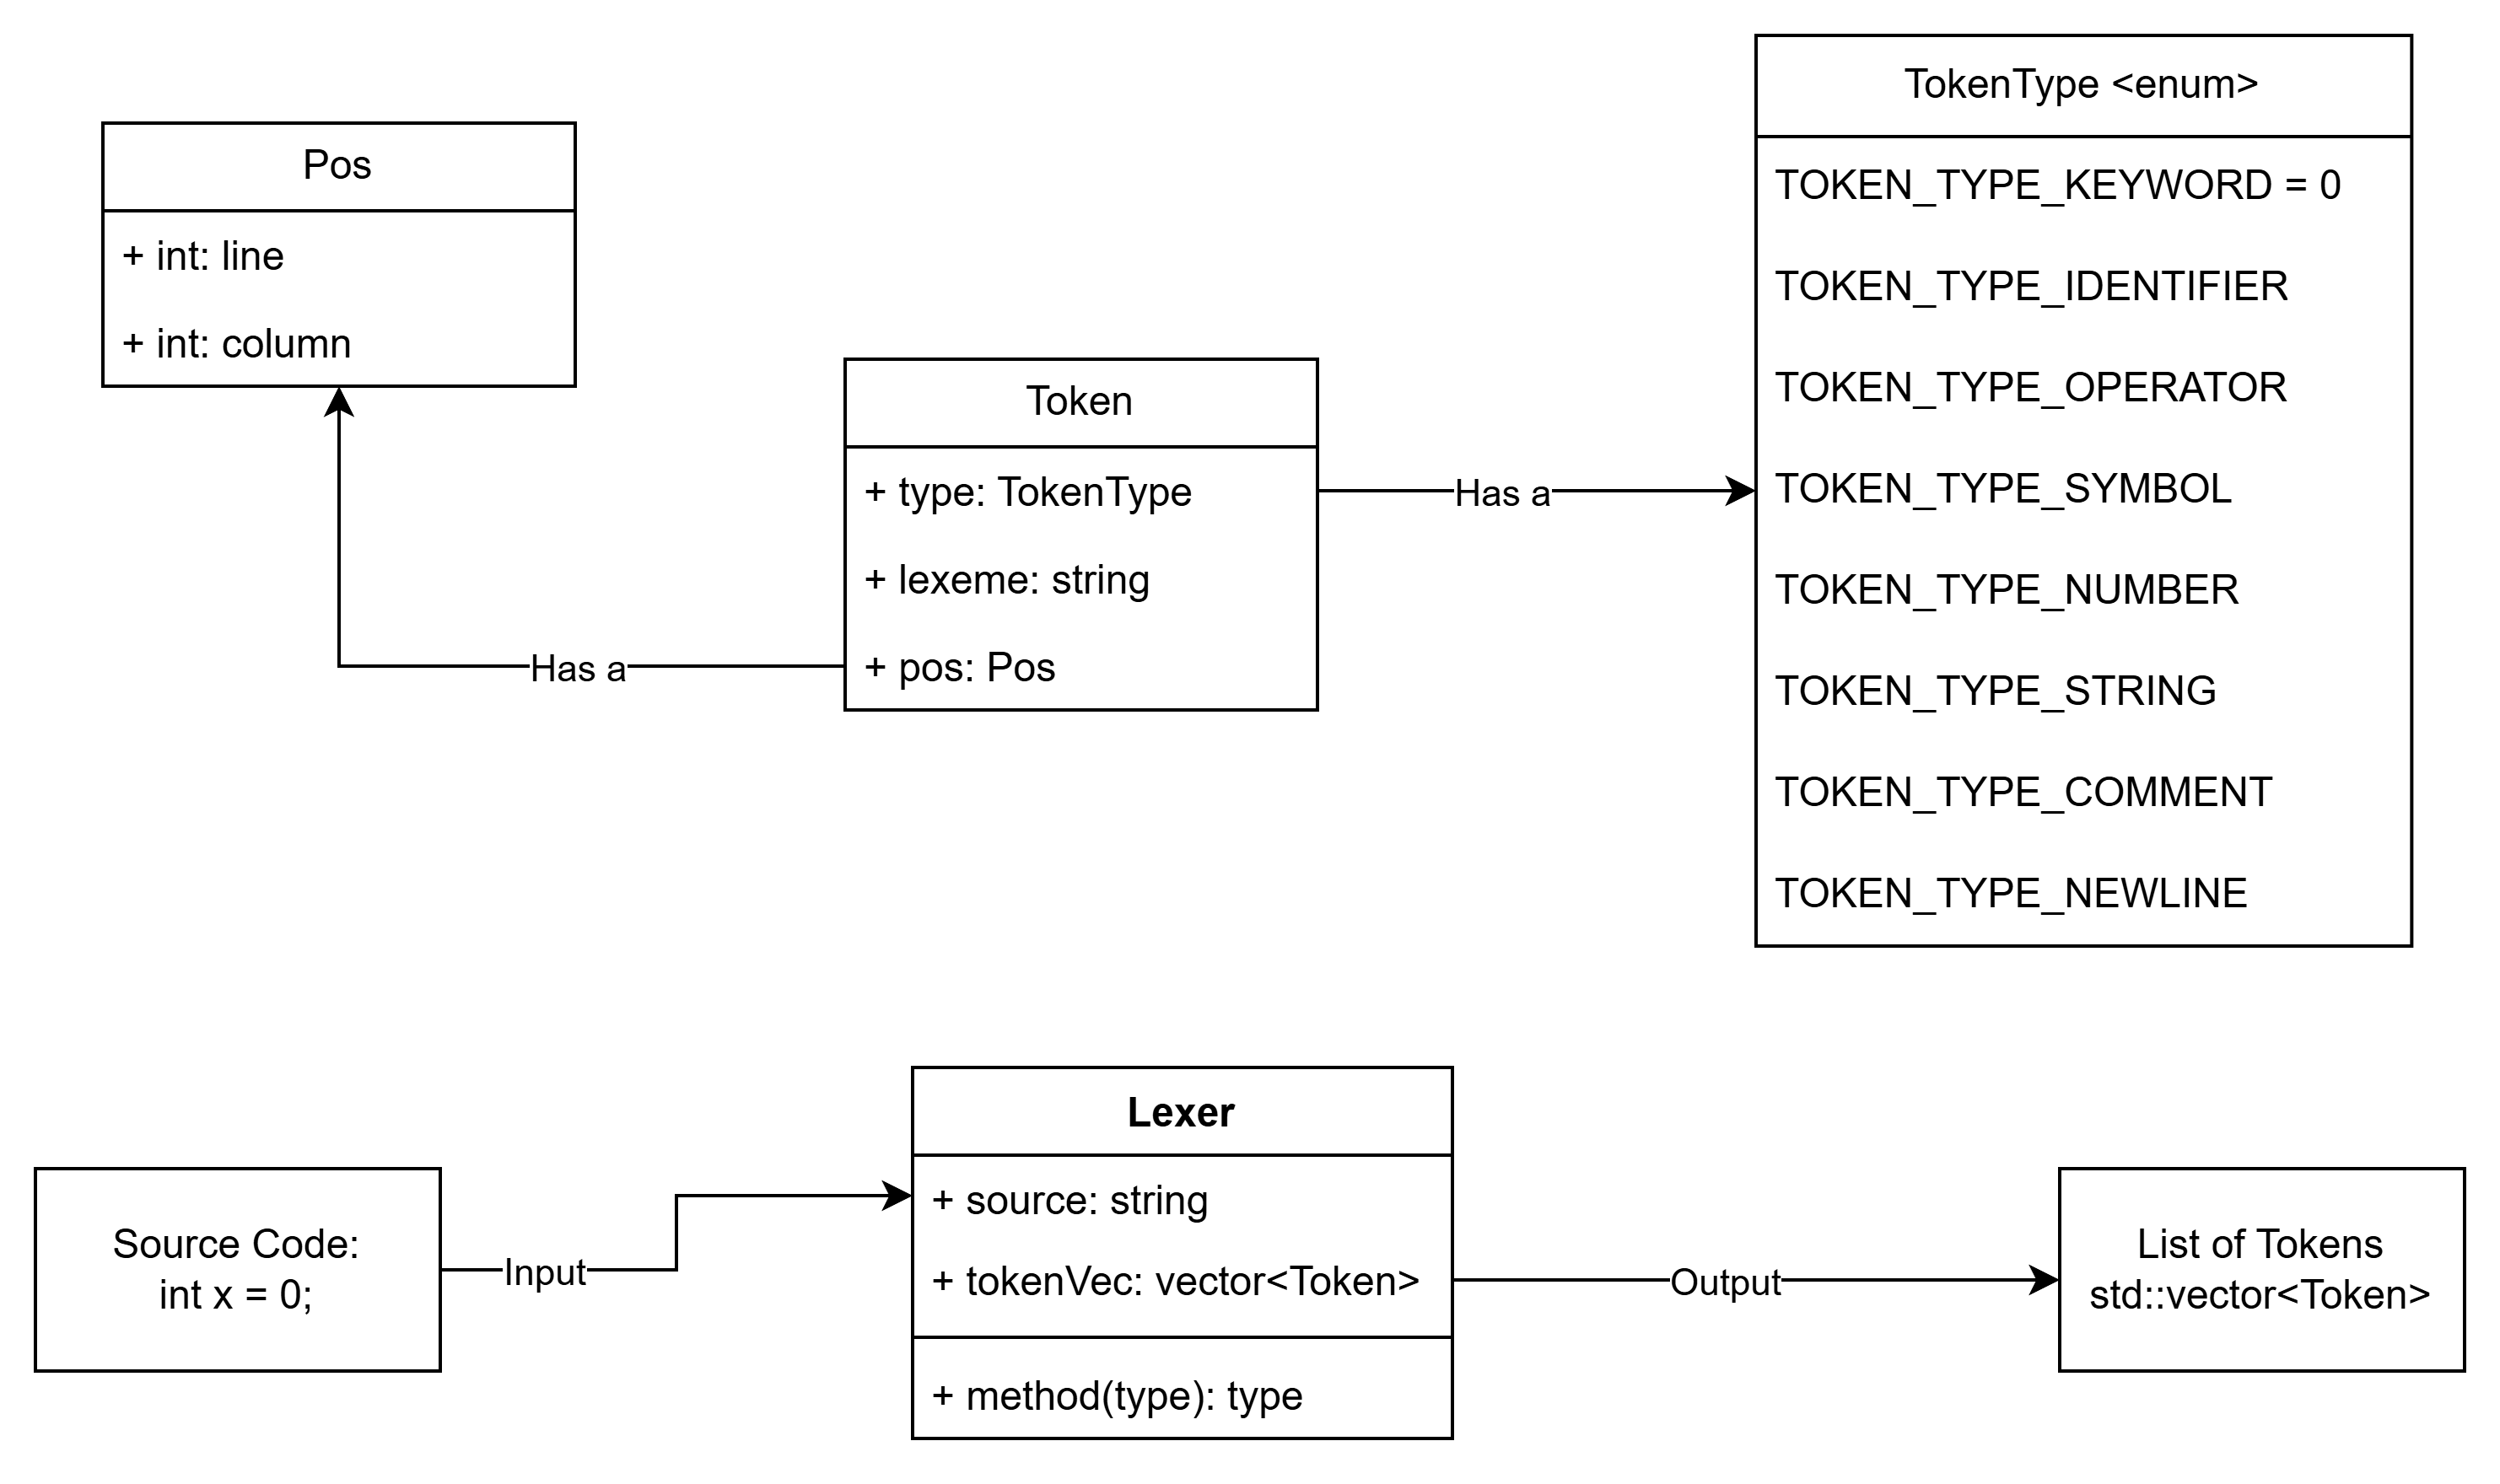 Pos
+ int: line
+ int: column
Has a
Token
+ type: TokenType
+ lexeme: string
+ pos: Pos
Has a
TokenType <enum>
TOKEN_TYPE_KEYWORD = 0
TOKEN_TYPE_IDENTIFIER
TOKEN_TYPE_OPERATOR
TOKEN_TYPE_SYMBOL
TOKEN_TYPE_NUMBER
TOKEN_TYPE_STRING
TOKEN_TYPE_COMMENT
TOKEN_TYPE_NEWLINE
Source Code:
int x = 0;
Input
Lexer
+ source: string
+ tokenVec: vector<Token>
+ method(type): type
Output
List of Tokens
std::vector<Token>